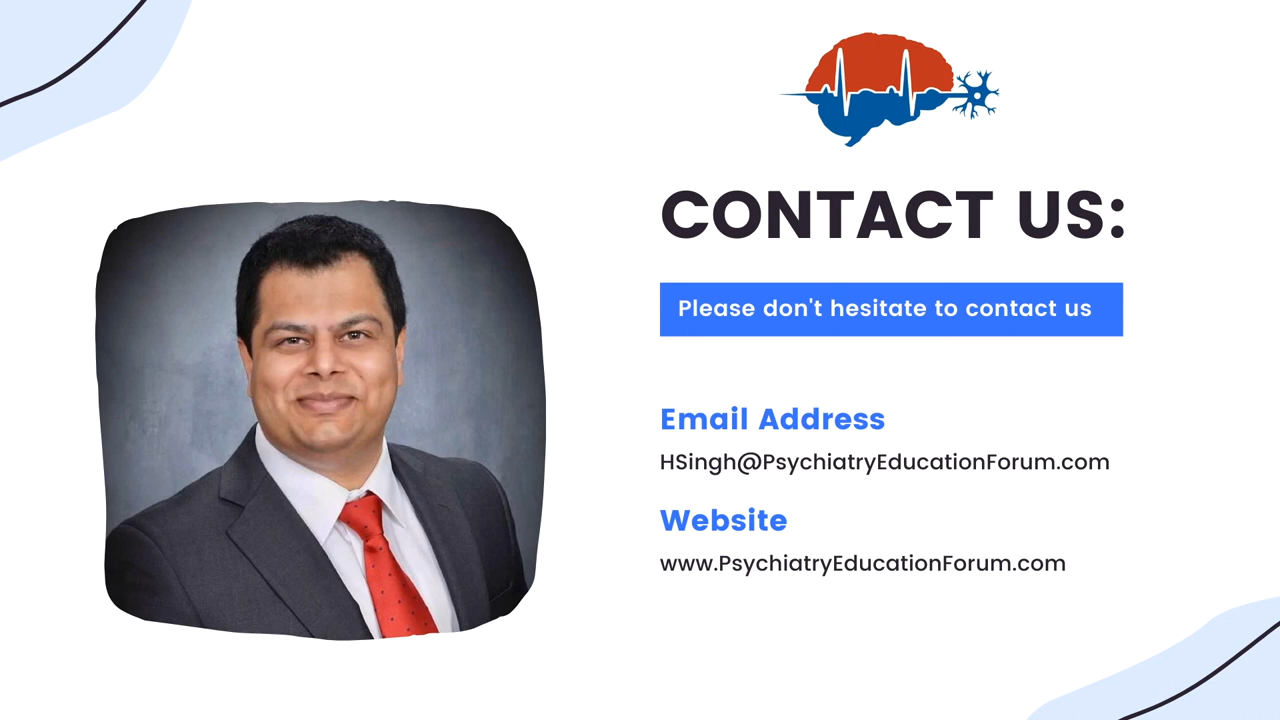 CONTACT US:
Please don't hesitate to contact us
Email Address
HSingh@PsychiatryEducationForum.com
Website
www.PsychiatryEducationForum.com